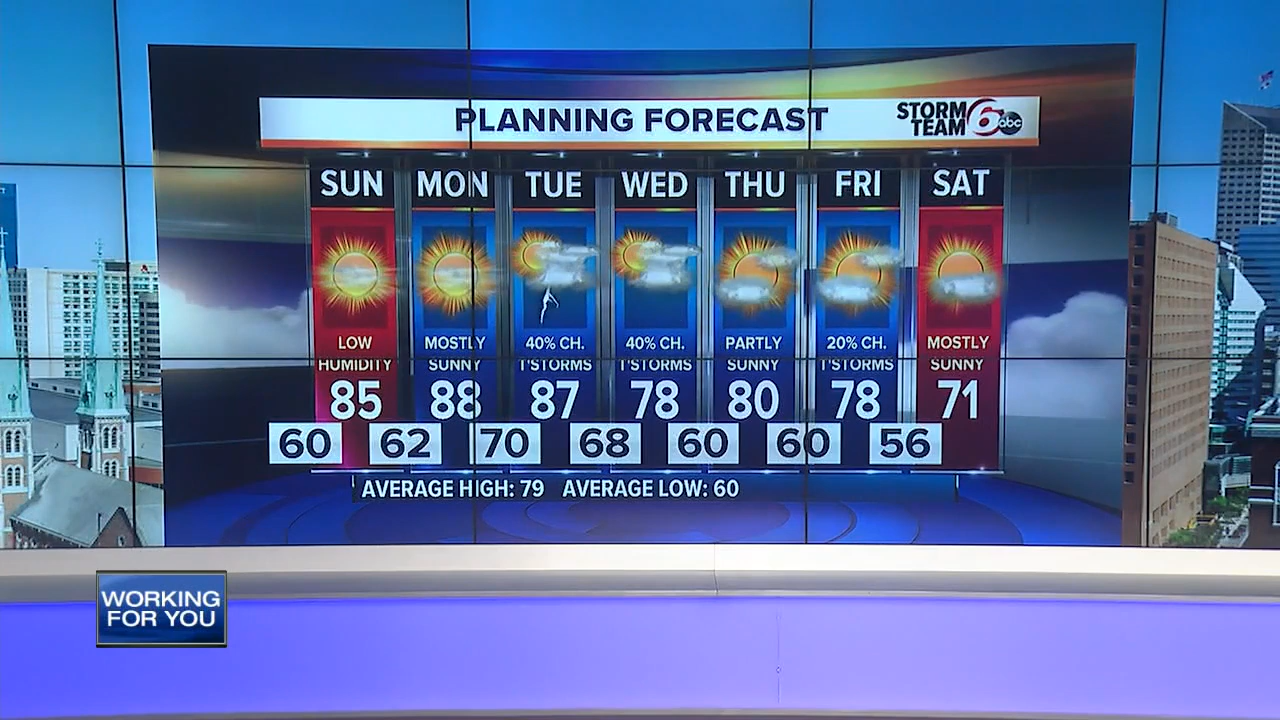 PLANNING FORECAST
STORM TEAM 6 abc
SUN MON TUE WED THU FRI SAT
LOW MOSTLY 40% CH. 40% CH. PARTLY 20% CH. MOSTLY
HUMIDITY SUNNY T'STORMS T'STORMS SUNNY T'STORMS SUNNY
85 88 87 78 80 78 71
60 62 70 68 60 60 56
AVERAGE HIGH: 79 AVERAGE LOW: 60
WORKING
FOR YOU